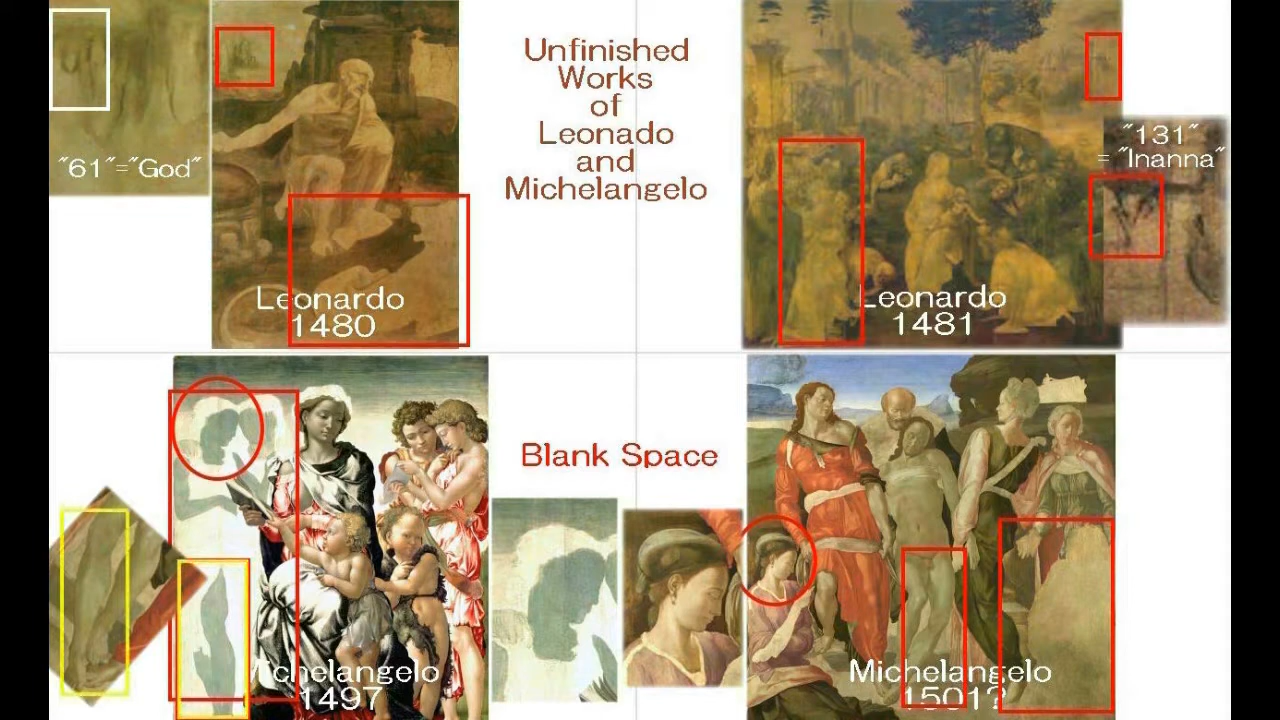 Unfinished
Works
of
Leonado
and
Michelangelo
"61"="God"
Leonardo
1480
"131"
= "Inanna"
Leonardo
1481
Blank Space
Michelangelo
1497
Michelangelo
1501?